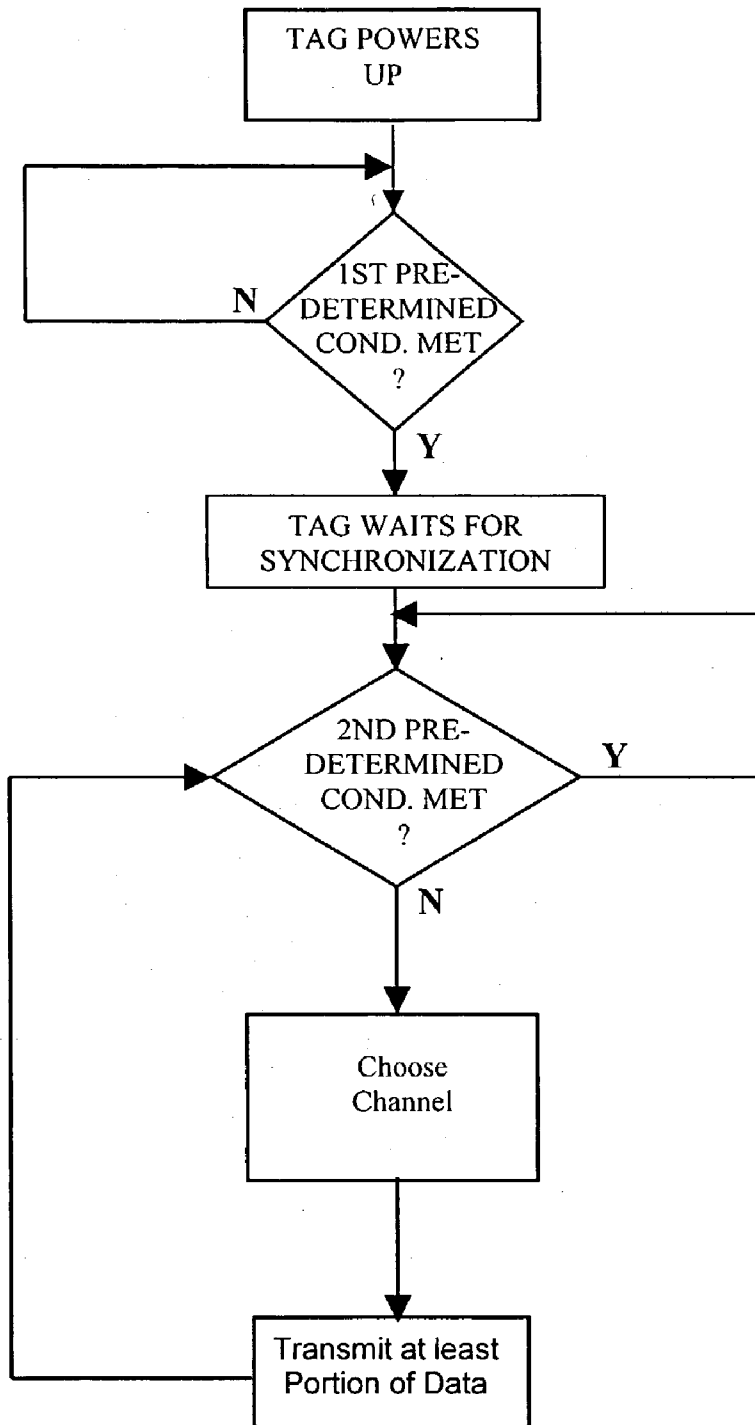 TAG POWERS
UP
1ST PRE-
DETERMINED
COND. MET
?
N
Y
TAG WAITS FOR
SYNCHRONIZATION
2ND PRE-
DETERMINED
COND. MET
?
Y
N
Choose
Channel
Transmit at least
Portion of Data